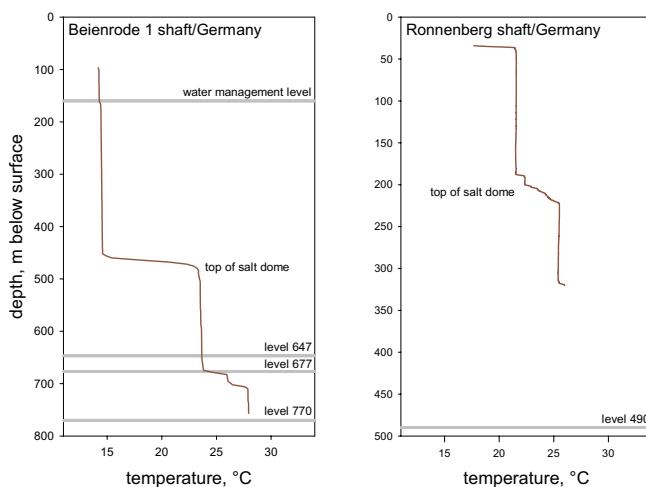 Beienrode 1 shaft/Germany
0
100
200
300
400
500
600
700
800
depth, m below surface
water management level
top of salt dome
level 647
level 677
level 770
15 20 25 30
temperature, °C
Ronnenberg shaft/Germany
0
50
100
150
200
250
300
350
400
450
500
top of salt dome
level 490
15 20 25 30
temperature, °C